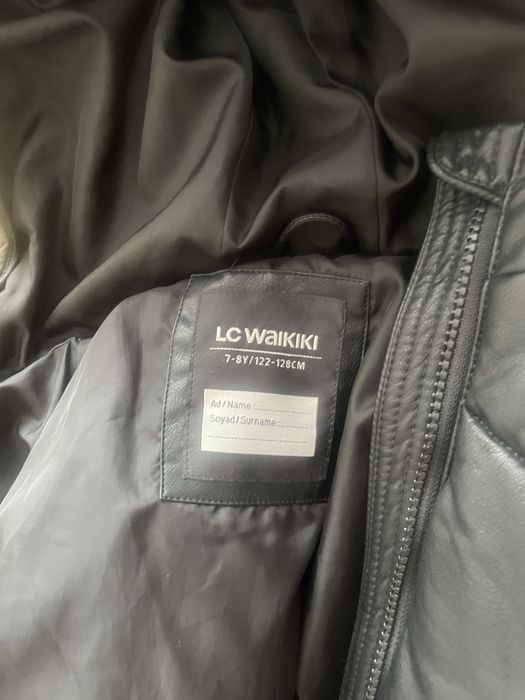 LC WAIKIKI
7-8Y/122-128CM
Ad/Name
Soyad/Surname